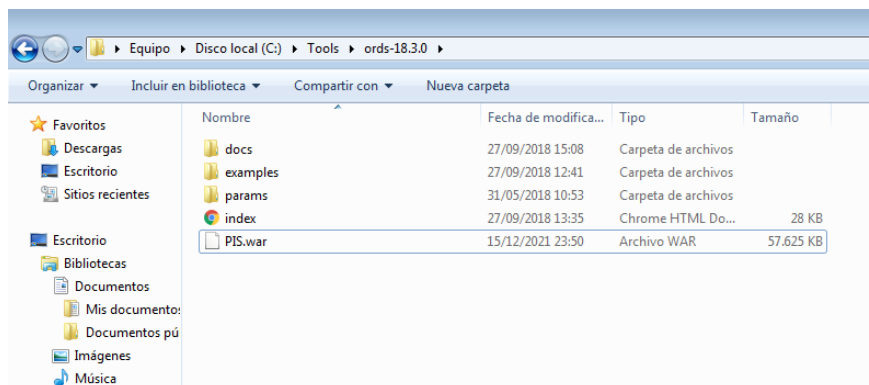 Equipo ▸ Disco local (C:) ▸ Tools ▸ ords-18.3.0 ▸
Organizar ▾ Incluir en biblioteca ▾ Compartir con ▾ Nueva carpeta
Favoritos
Descargas
Escritorio
Sitios recientes
Escritorio
Bibliotecas
Documentos
Mis documentos
Documentos pú
Imágenes
Música
Nombre Fecha de modifica... Tipo Tamaño
docs 27/09/2018 15:08 Carpeta de archivos
examples 27/09/2018 12:41 Carpeta de archivos
params 31/05/2018 10:53 Carpeta de archivos
index 27/09/2018 13:35 Chrome HTML Do... 28 KB
PIS.war 15/12/2021 23:50 Archivo WAR 57.625 KB